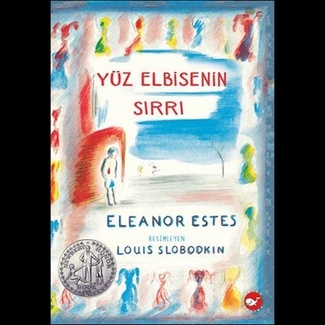 YÜZ ELBİSENİN
SIRRI
ELEANOR ESTES
RESİMLEYEN
LOUIS SLOBODKIN